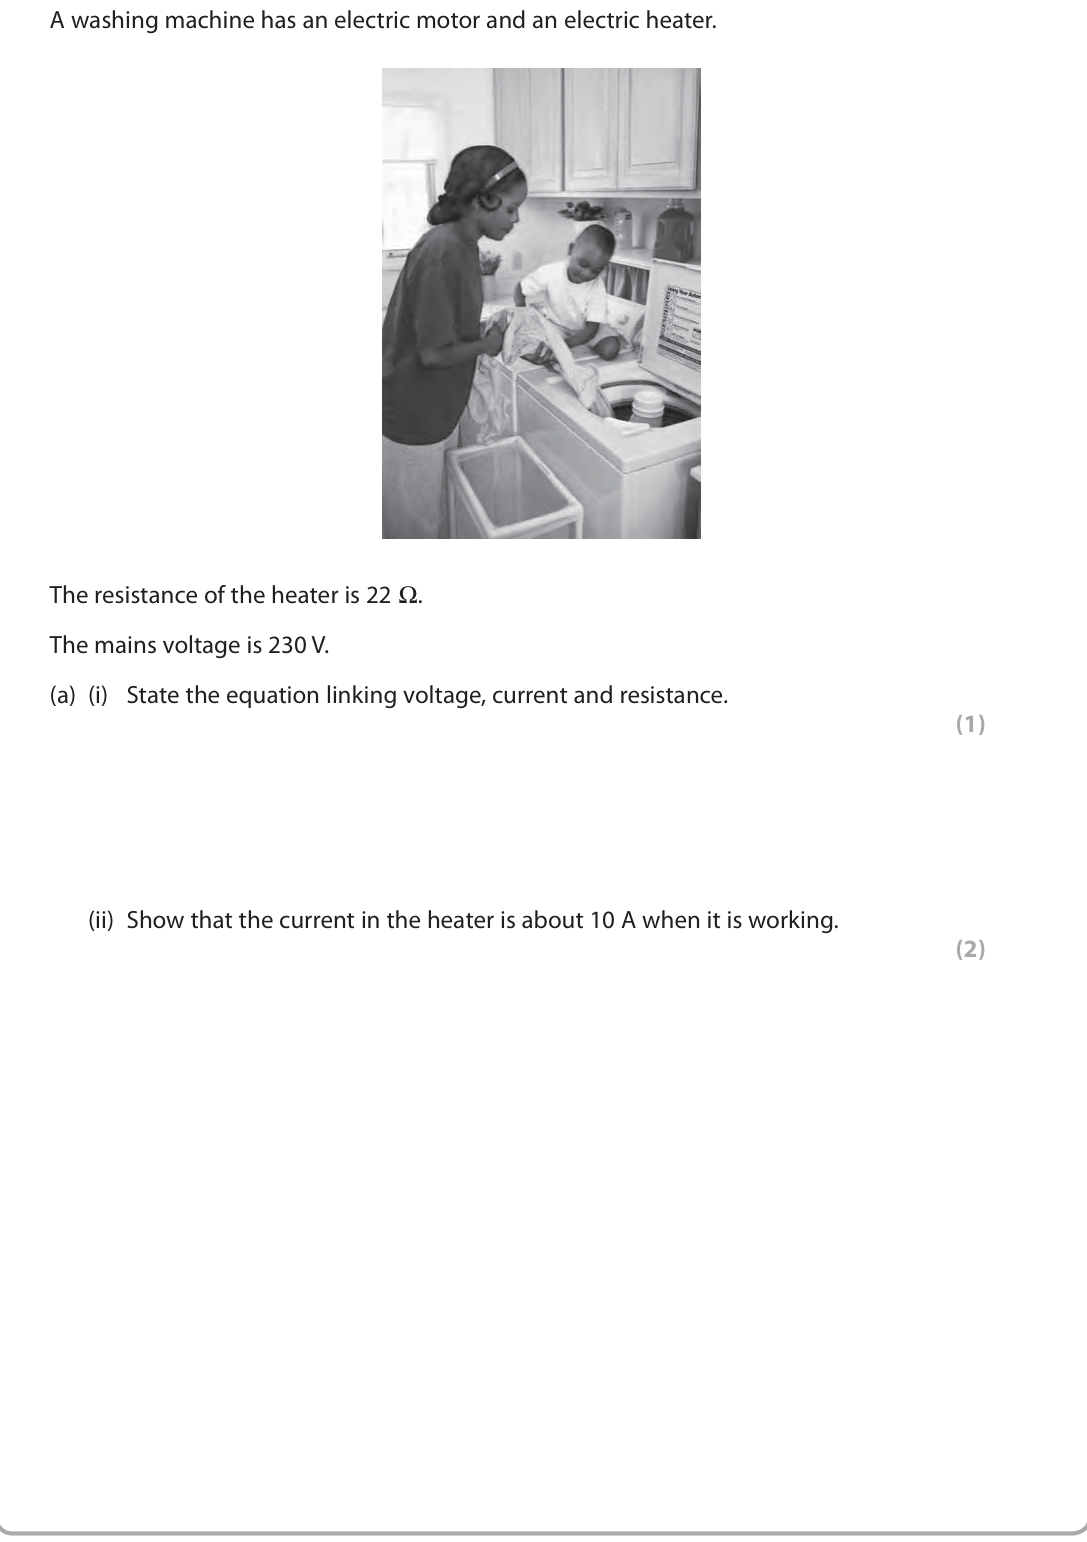 A washing machine has an electric motor and an electric heater.
The resistance of the heater is 22 Ω.
The mains voltage is 230 V.
(a) (i) State the equation linking voltage, current and resistance.
(1)
(ii) Show that the current in the heater is about 10 A when it is working.
(2)